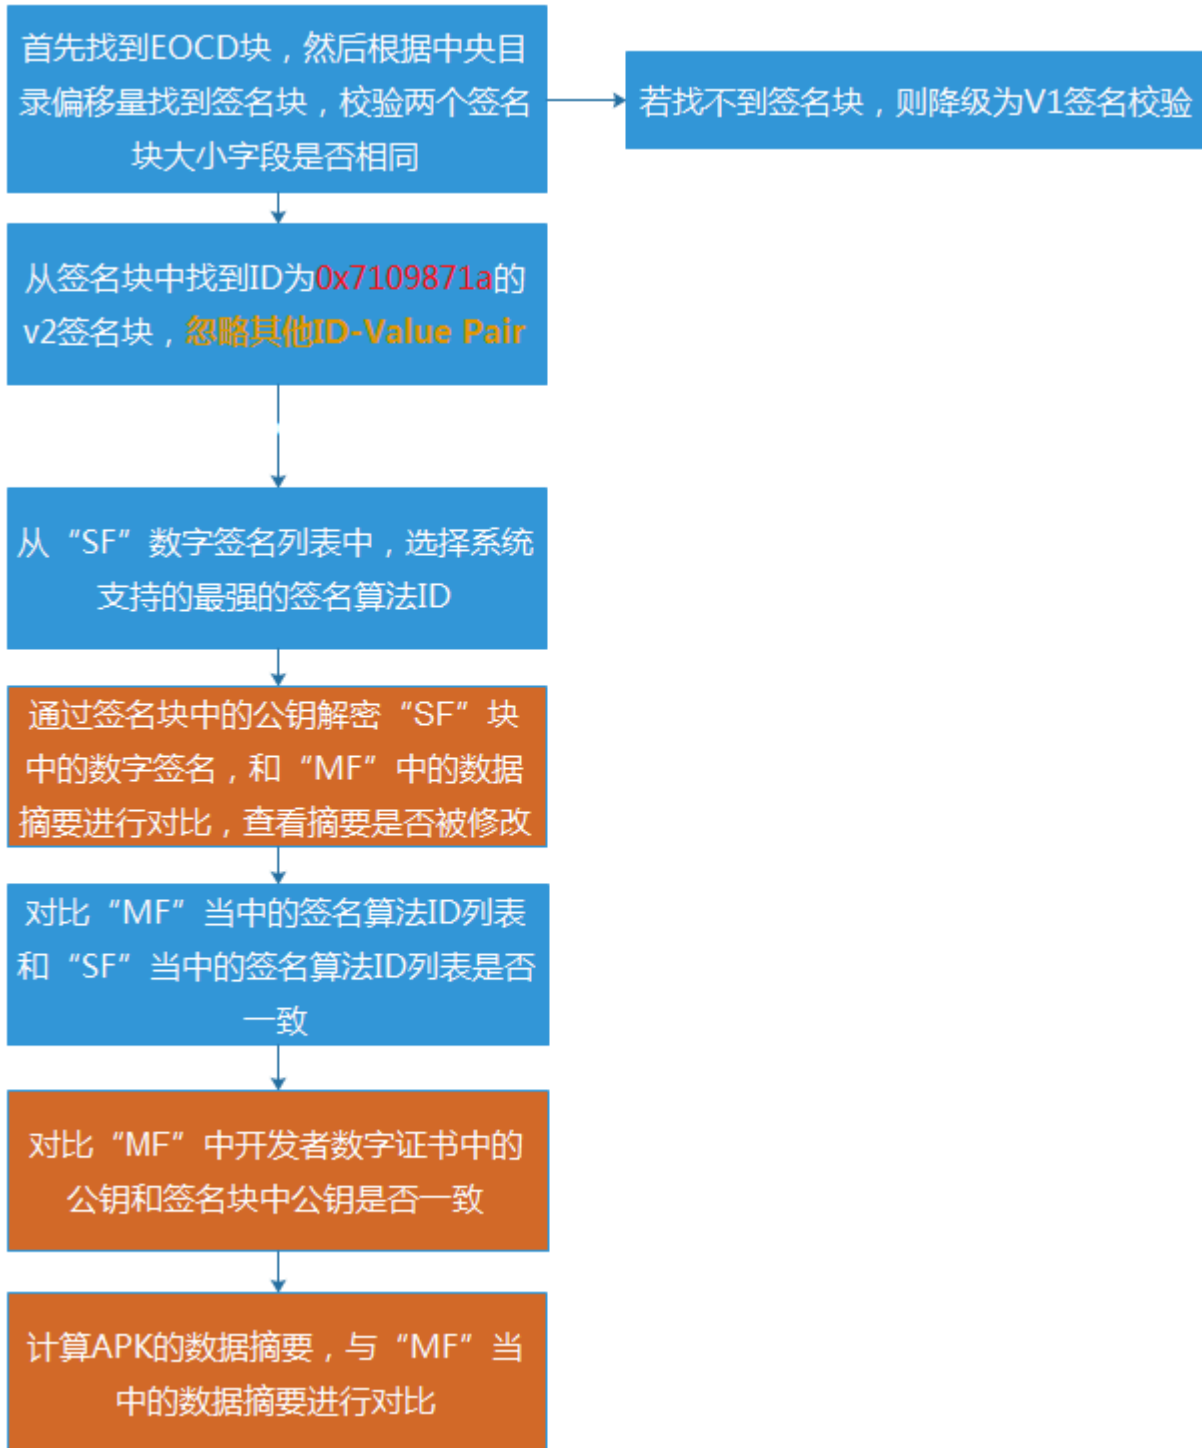 首先找到EOCD块，然后根据中央目
录偏移量找到签名块，校验两个签名
块大小字段是否相同
若找不到签名块，则降级为V1签名校验
从签名块中找到ID为0x7109871a的
v2签名块，忽略其他ID-Value Pair
从“SF”数字签名列表中，选择系统
支持的最强的签名算法ID
通过签名块中的公钥解密“SF”块
中的数字签名，和“MF”中的数据
摘要进行对比，查看摘要是否被修改
对比“MF”当中的签名算法ID列表
和“SF”当中的签名算法ID列表是否
一致
对比“MF”中开发者数字证书中的
公钥和签名块中公钥是否一致
计算APK的数据摘要，与“MF”当
中的数据摘要进行对比